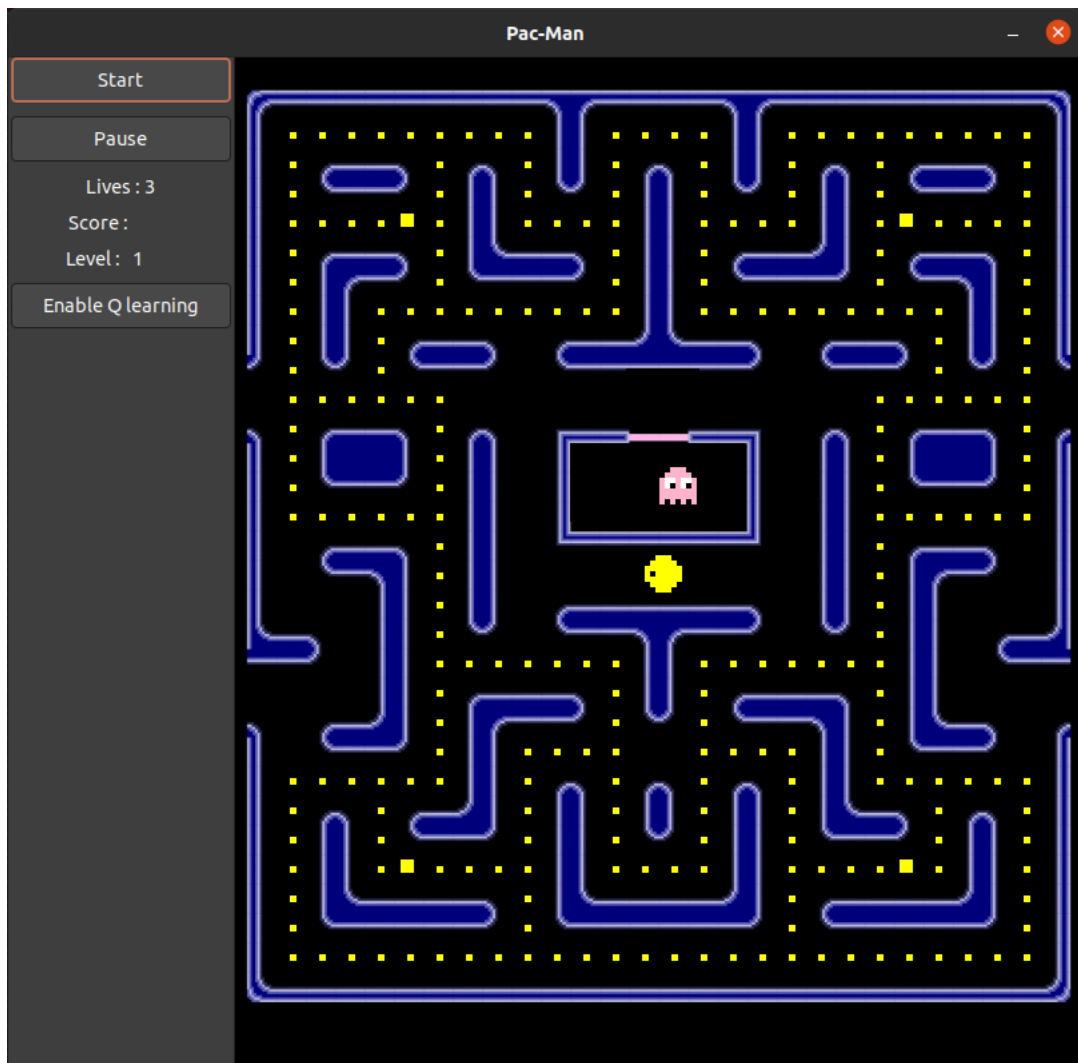 Pac-Man
Start
Pause
Lives : 3
Score :
Level : 1
Enable Q learning